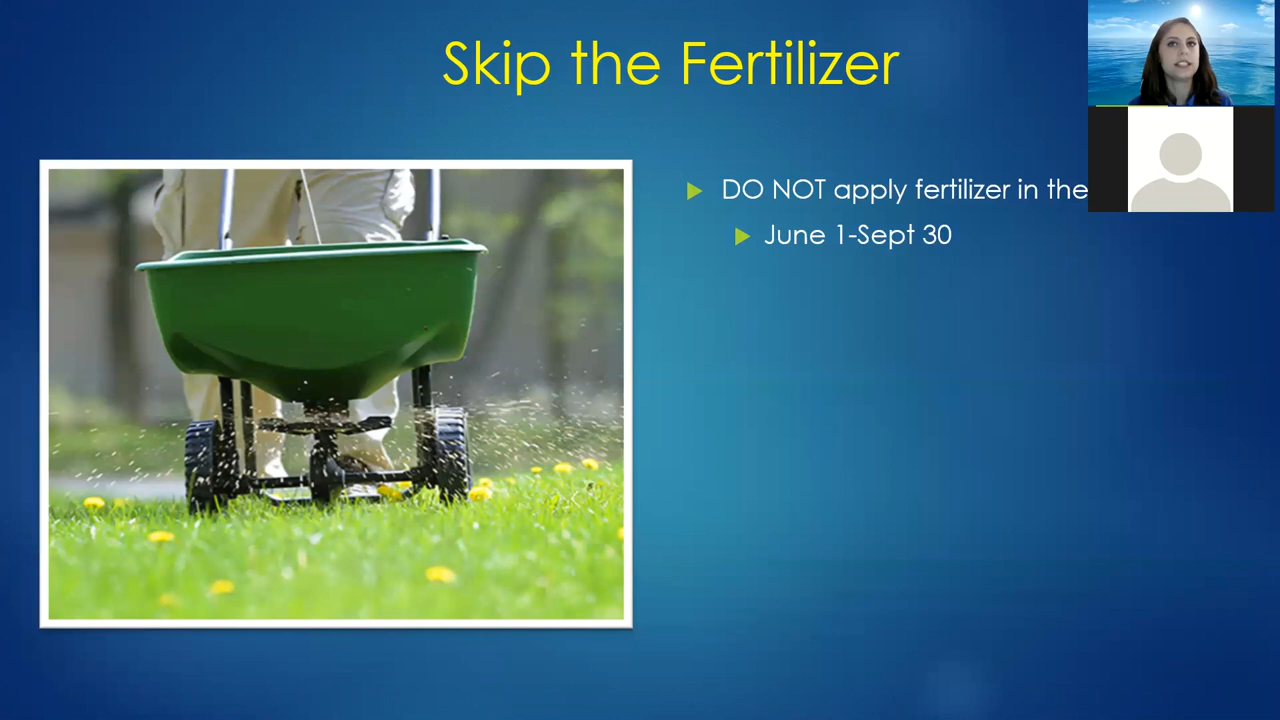 Skip the Fertilizer
DO NOT apply fertilizer in the
June 1-Sept 30